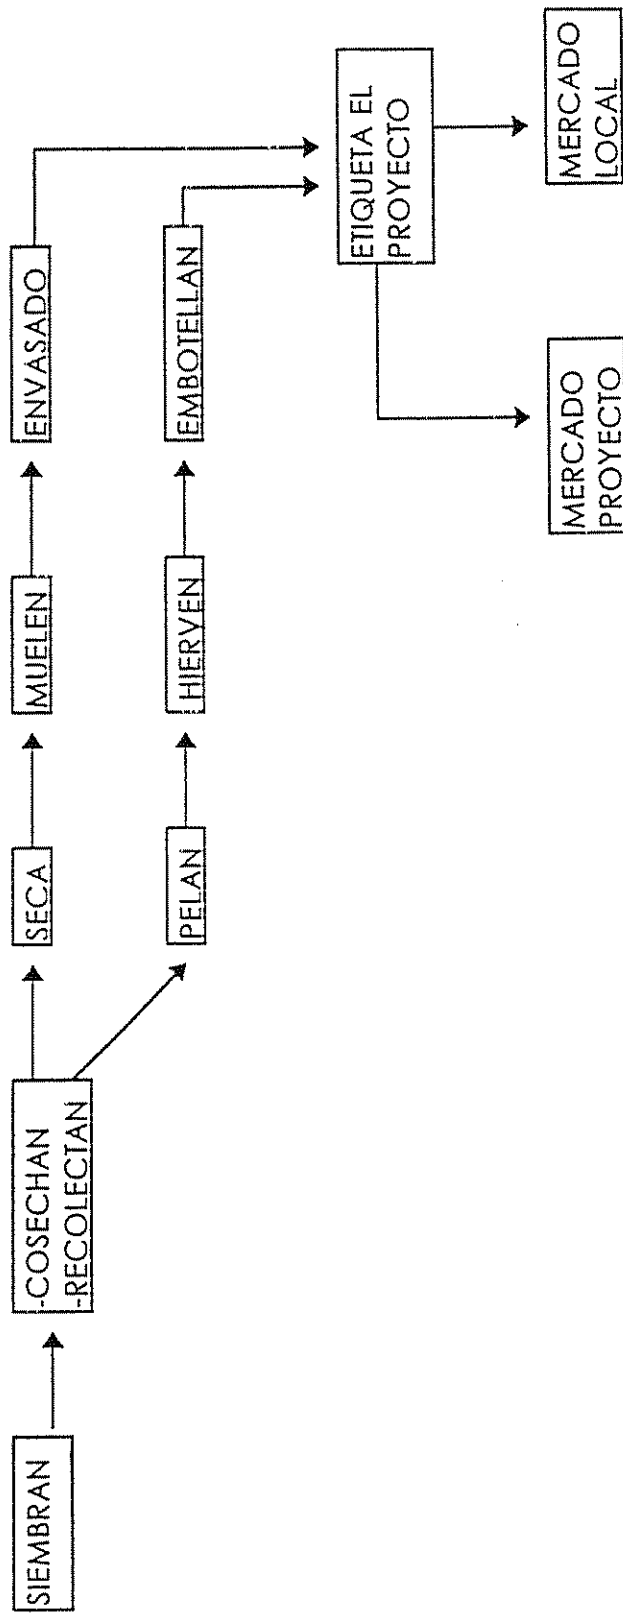 SIEMBRAN
-COSECHAN
-RECOLECTAN
SECA
MUELEN
ENVASADO
PELAN
HIERVEN
EMBOTELLAN
ETIQUETA EL
PROYECTO
MERCADO
PROYECTO
MERCADO
LOCAL